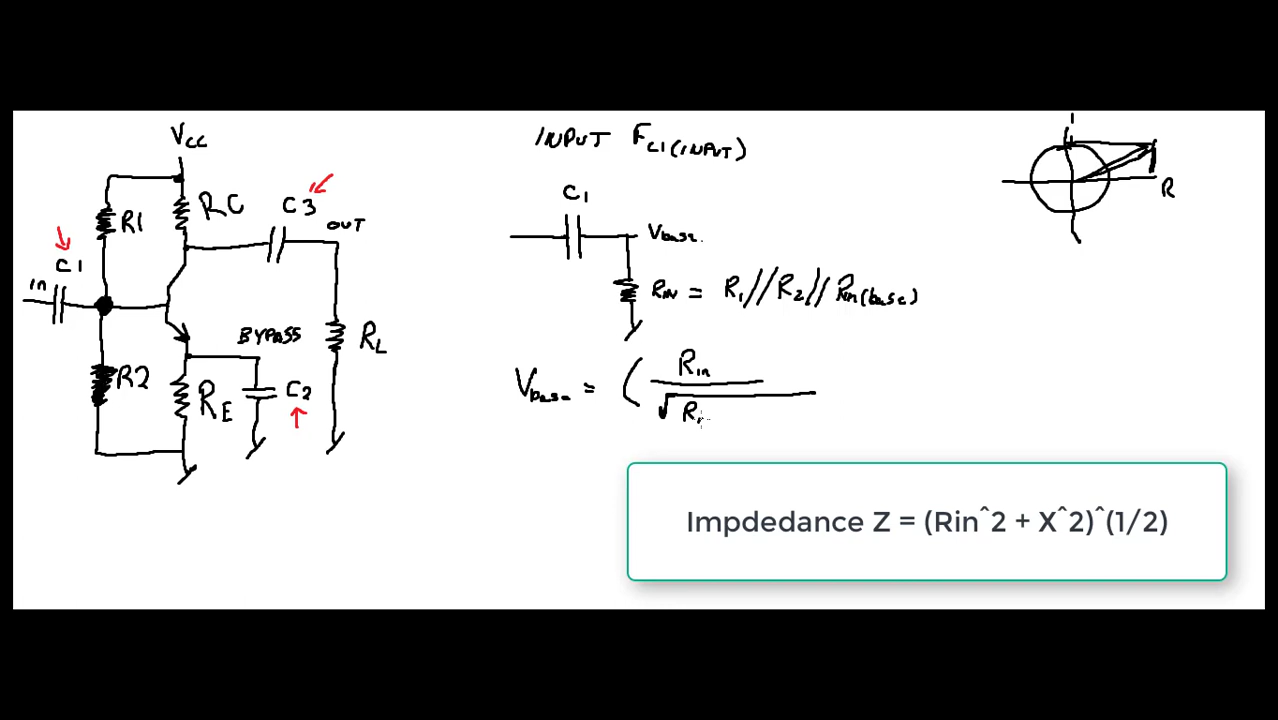 VCC
R1
RC
C3
OUT
C1
IN
BYPASS
RL
R2
RE
C2
INPUT FCL(INPUT)
C1
Vbase.
RIN = R1//R2//Rin(base)
Vbase = ( Rin
√R
R
Impdedance Z = (Rin^2 + X^2)^(1/2)